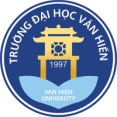 TRƯỜNG ĐẠI HỌC VĂN HIẾN
1997
VAN HIEN
UNIVERSITY